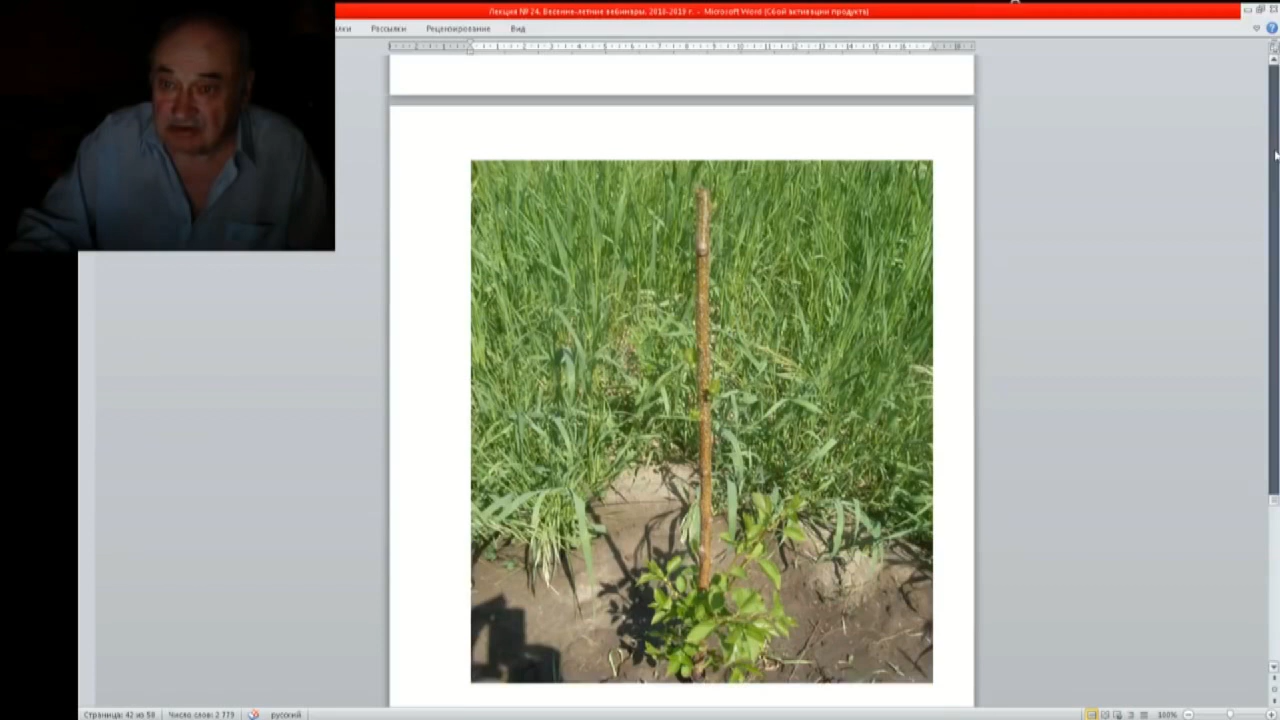 Лекция № 24. Весенне-летние вебинары. 2018-2019 г. - Microsoft Word (Сбой активации продукта)
Рассылки Рецензирование Вид
Страница: 42 из 58 Число слов: 2 779 русский 100%